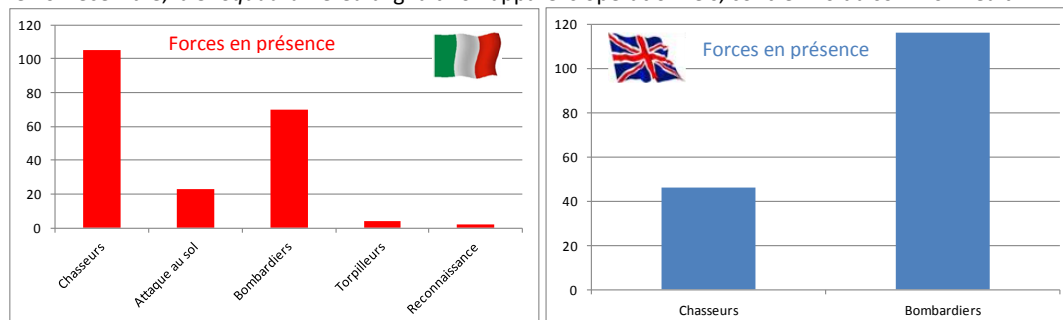 Forces en présence
120
100
80
60
40
20
0
Chasseurs
Attaque au sol
Bombardiers
Torpilleurs
Reconnaissance
Forces en présence
120
100
80
60
40
20
0
Chasseurs
Bombardiers